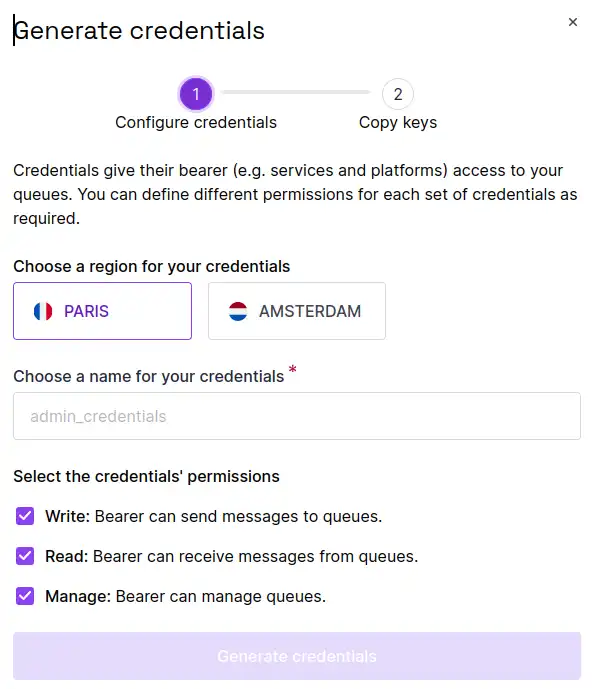 Generate credentials
×
1
2
Configure credentials
Copy keys
Credentials give their bearer (e.g. services and platforms) access to your
queues. You can define different permissions for each set of credentials as
required.
Choose a region for your credentials
PARIS
AMSTERDAM
Choose a name for your credentials *
admin_credentials
Select the credentials' permissions
Write: Bearer can send messages to queues.
Read: Bearer can receive messages from queues.
Manage: Bearer can manage queues.
Generate credentials